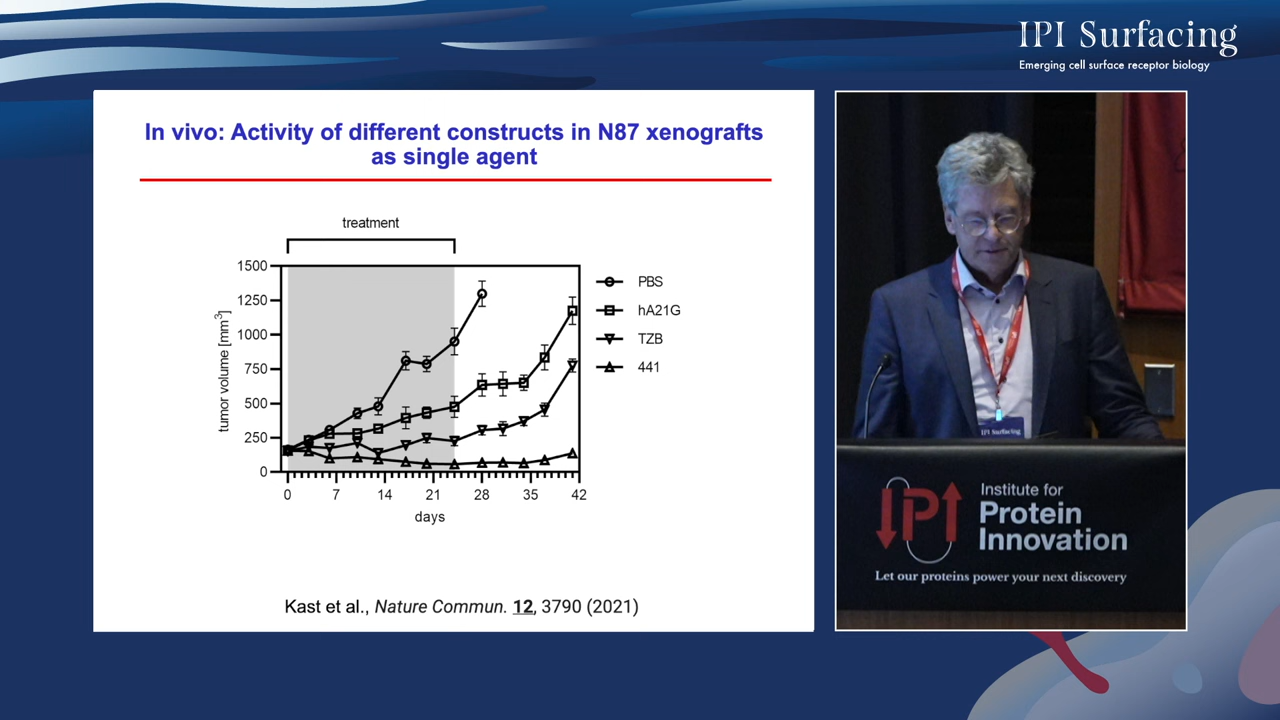 IPI Surfacing
Emerging cell surface receptor biology
In vivo: Activity of different constructs in N87 xenografts
as single agent
treatment
1500
1250
1000
750
500
250
0
tumor volume [mm³]
0 7 14 21 28 35 42
days
PBS
hA21G
TZB
441
Kast et al., Nature Commun. 12, 3790 (2021)
IPI Surfacing
IPI
Institute for
Protein
Innovation
Let our proteins power your next discovery